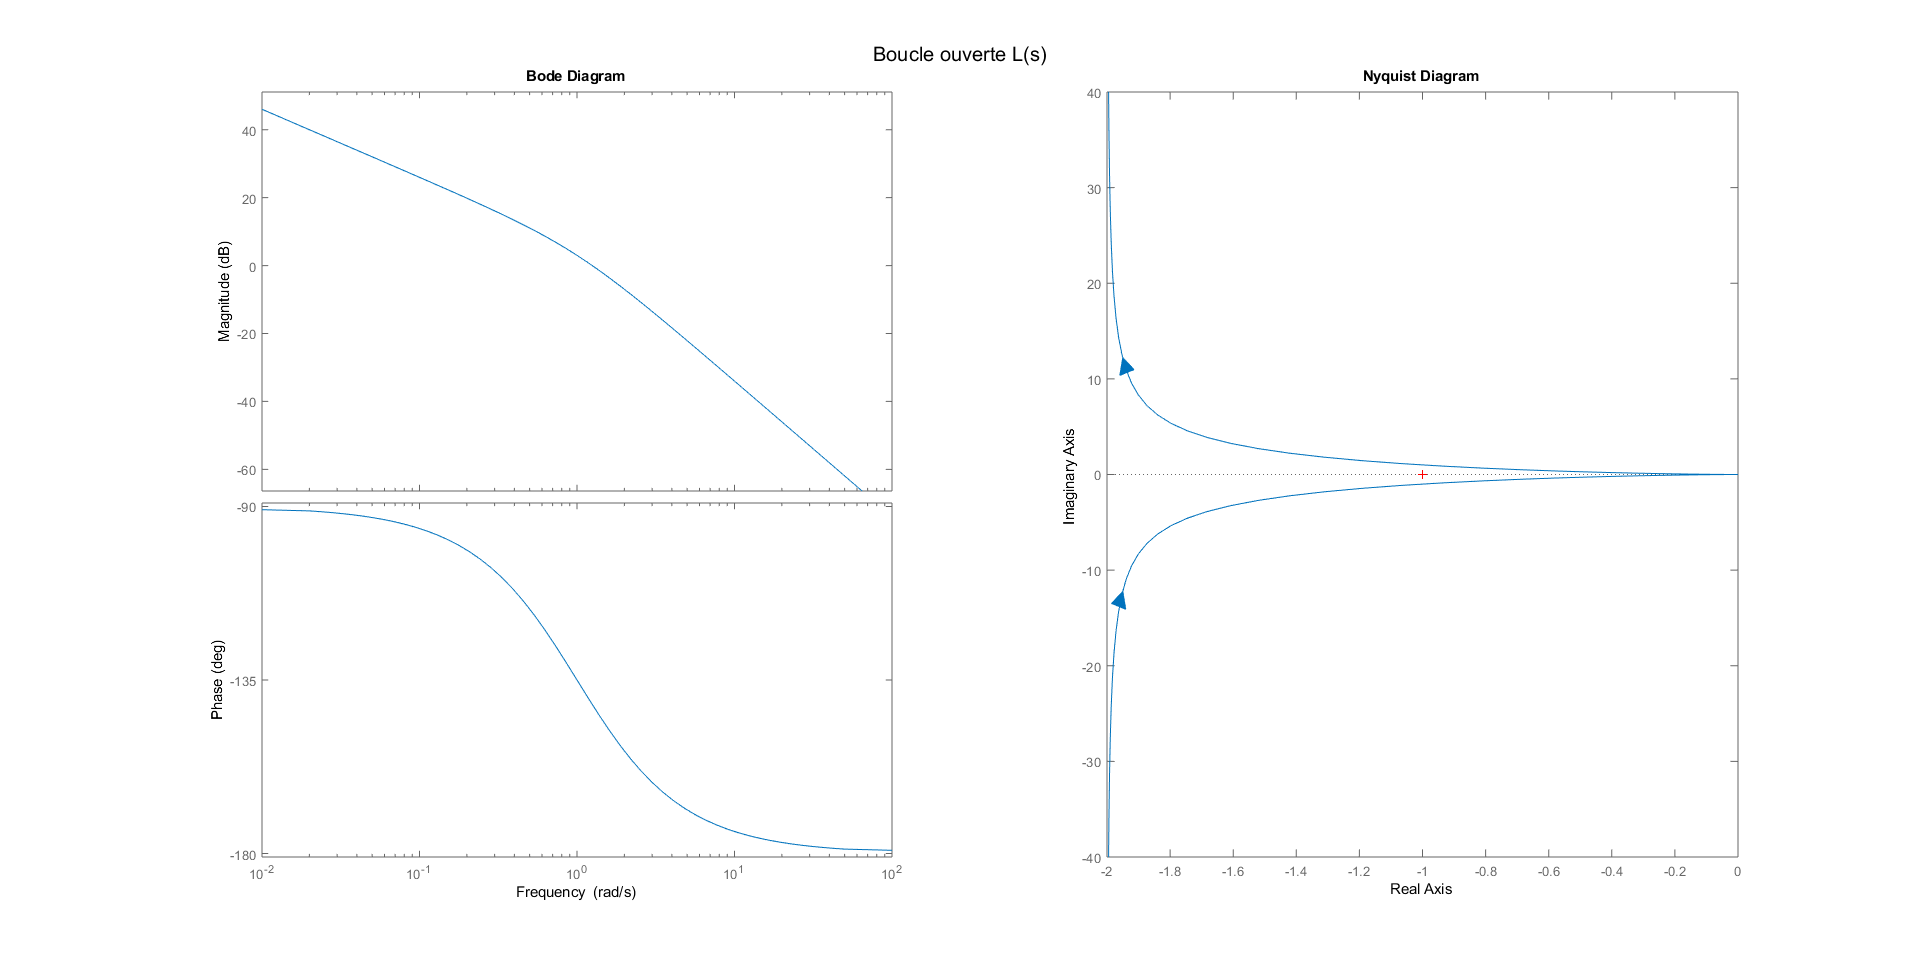 Boucle ouverte L(s)
Bode Diagram
Magnitude (dB)
40
20
0
-20
-40
-60
Phase (deg)
-90
-135
-180
10^-2 10^-1 10^0 10^1 10^2
Frequency (rad/s)
Nyquist Diagram
Imaginary Axis
40
30
20
10
0
-10
-20
-30
-40
-2 -1.8 -1.6 -1.4 -1.2 -1 -0.8 -0.6 -0.4 -0.2 0
Real Axis